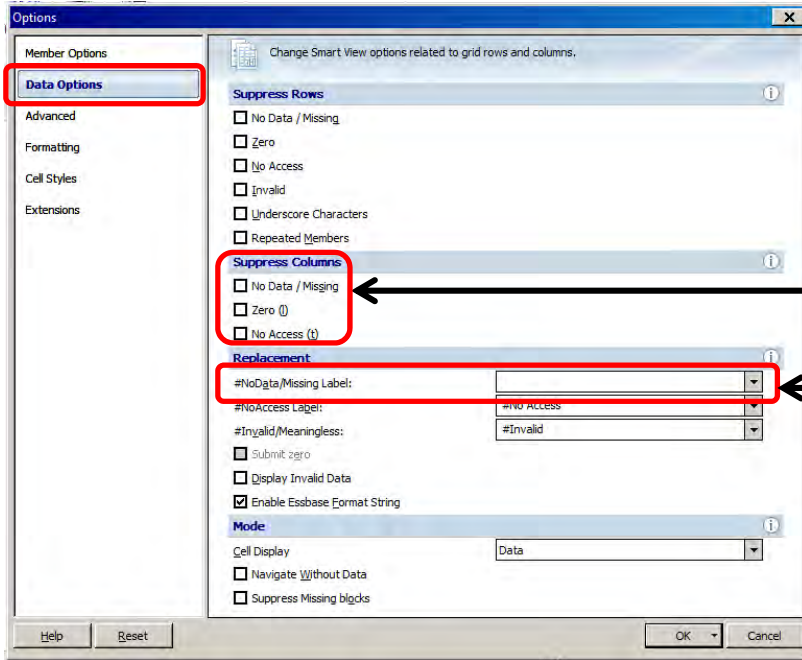 Options
Member Options
Data Options
Advanced
Formatting
Cell Styles
Extensions
Change Smart View options related to grid rows and columns.
Suppress Rows
No Data / Missing
Zero
No Access
Invalid
Underscore Characters
Repeated Members
Suppress Columns
No Data / Missing
Zero (l)
No Access (t)
Replacement
#NoData/Missing Label:
#NoAccess Label: #No Access
#Invalid/Meaningless: #Invalid
Submit zero
Display Invalid Data
Enable Essbase Format String
Mode
Cell Display Data
Navigate Without Data
Suppress Missing blocks
Help Reset OK Cancel